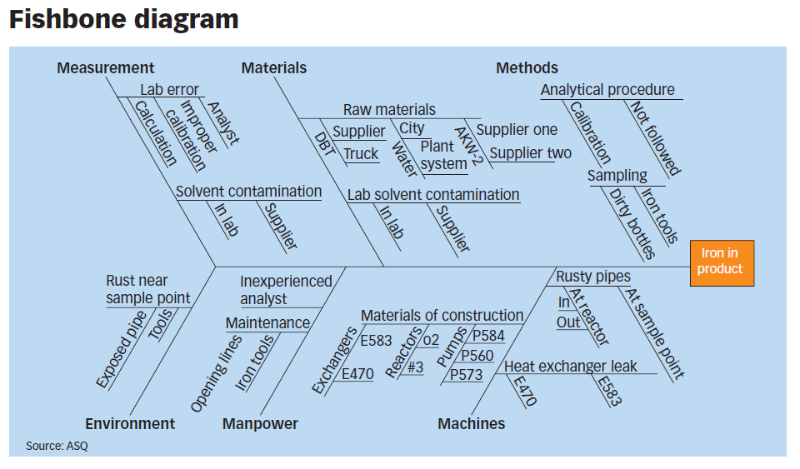 Fishbone diagram
Measurement
Materials
Methods
Lab error
Calculation
Improper
calibration
Analyst
Solvent contamination
In lab
Supplier
Raw materials
DBT
Supplier
Truck
City
Water
Plant
system
AKW-2
Supplier one
Supplier two
Lab solvent contamination
In lab
Supplier
Analytical procedure
Calibration
Not followed
Sampling
Dirty bottles
Iron tools
Iron in
product
Rust near
sample point
Exposed pipe
Tools
Inexperienced
analyst
Maintenance
Opening lines
Iron tools
Materials of construction
Exchangers
E583
E470
Reactors
o2
#3
Pumps
P584
P560
P573
Rusty pipes
In
Out
At reactor
At sample point
Heat exchanger leak
E470
E583
Environment
Manpower
Machines
Source: ASQ